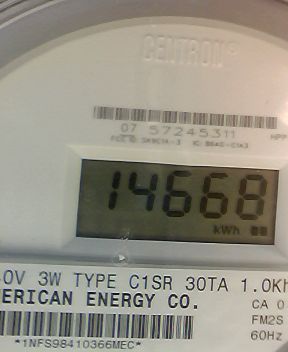 CENTRON®
07 57245311
14668
kWh
0V 3W TYPE C1SR 30TA 1.0Kh
ERICAN ENERGY CO.
CA 0
FM2S
60Hz
*1NFS98410366MEC*